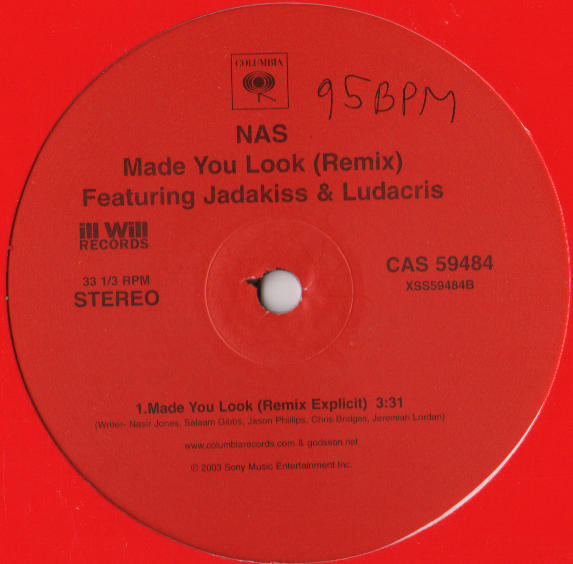 COLUMBIA
95BPM
NAS
Made You Look (Remix)
Featuring Jadakiss & Ludacris
ill Will
RECORDS
33 1/3 RPM
STEREO
CAS 59484
XSS59484B
1.Made You Look (Remix Explicit) 3:31
(Writer- Nasir Jones, Salaam Gibbs, Jason Phillips, Chris Bridges, Jeremiah Lordan)
www.columbiarecords.com & godsson.net
© 2003 Sony Music Entertainment Inc.